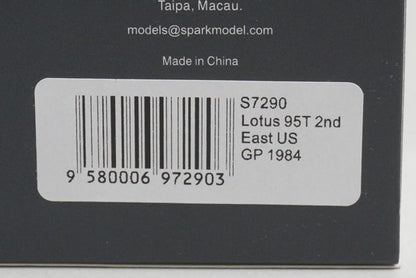 Taipa, Macau.
models@sparkmodel.com
Made in China
S7290
Lotus 95T 2nd
East US
GP 1984
9 580006 972903